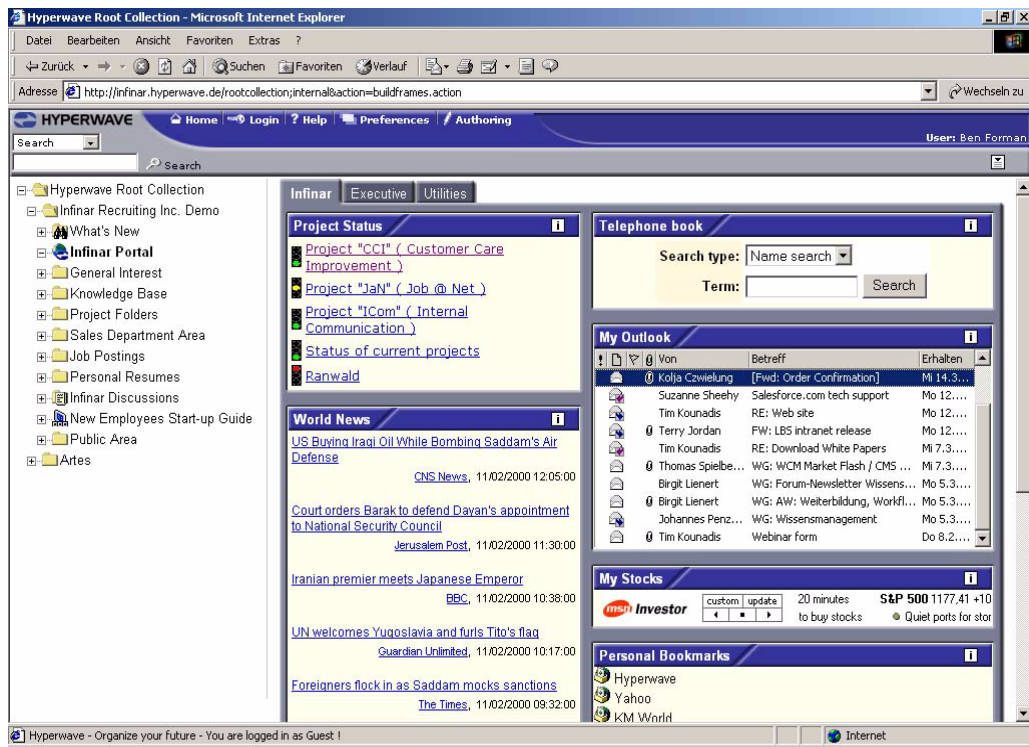 Hyperwave Root Collection - Microsoft Internet Explorer
Datei Bearbeiten Ansicht Favoriten Extras ?
Zurück Suchen Favoriten Verlauf
Adresse http://infinar.hyperwave.de/rootcollection;internal&action=buildframes.action Wechseln zu
HYPERWAVE Home Login ? Help Preferences Authoring
Search User: Ben Forman
Search
Hyperwave Root Collection
Infinar Recruiting Inc. Demo
What's New
Infinar Portal
General Interest
Knowledge Base
Project Folders
Sales Department Area
Job Postings
Personal Resumes
Infinar Discussions
New Employees Start-up Guide
Public Area
Artes
Infinar Executive Utilities
Project Status
Project "CCI" ( Customer Care
Improvement )
Project "JaN" ( Job @ Net )
Project "ICom" ( Internal
Communication )
Status of current projects
Ranwald
World News
US Buying Iraqi Oil While Bombing Saddam's Air
Defense
CNS News, 11/02/2000 12:05:00
Court orders Barak to defend Dayan's appointment
to National Security Council
Jerusalem Post, 11/02/2000 11:30:00
Iranian premier meets Japanese Emperor
BBC, 11/02/2000 10:38:00
UN welcomes Yugoslavia and furls Tito's flag
Guardian Unlimited, 11/02/2000 10:17:00
Foreigners flock in as Saddam mocks sanctions
The Times, 11/02/2000 09:32:00
Telephone book
Search type: Name search
Term: Search
My Outlook
! Von Betreff Erhalten
Kolja Czwielung [Fwd: Order Confirmation] Mi 14.3...
Suzanne Sheehy Salesforce.com tech support Mo 12....
Tim Kounadis RE: Web site Mo 12....
Terry Jordan FW: LBS intranet release Mo 12....
Tim Kounadis RE: Download White Papers Mi 7.3....
Thomas Spielbe... WG: WCM Market Flash / CMS ... Mi 7.3....
Birgit Lienert WG: Forum-Newsletter Wissens... Mo 5.3....
Birgit Lienert WG: AW: Weiterbildung, Workfl... Mo 5.3....
Johannes Penz... WG: Wissensmanagement Mo 5.3....
Tim Kounadis Webinar form Do 8.2....
My Stocks
msn Investor custom update 20 minutes S&P 500 1177,41 +10
to buy stocks Quiet ports for stor
Personal Bookmarks
Hyperwave
Yahoo
KM World
Hyperwave - Organize your future - You are logged in as Guest ! Internet